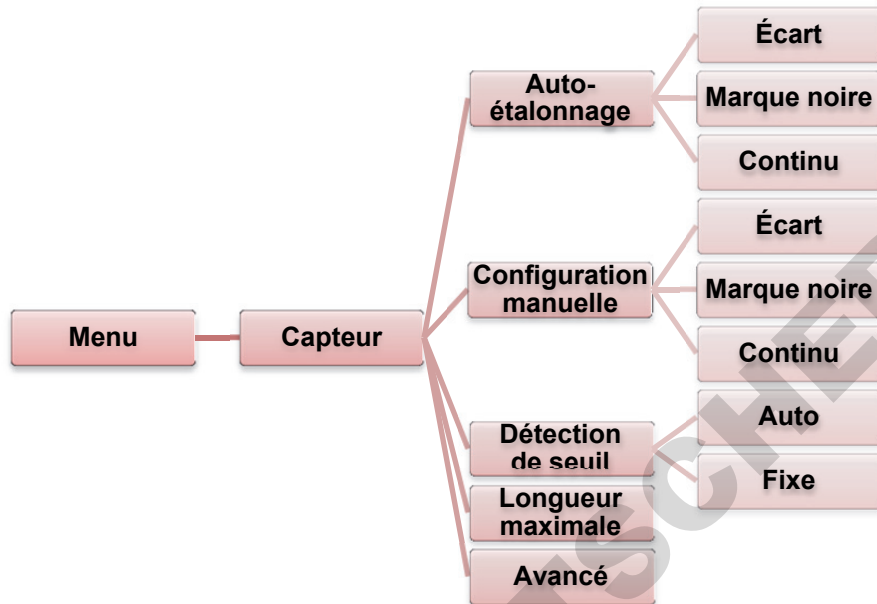 Menu
Capteur
Auto-
étalonnage
Écart
Marque noire
Continu
Configuration
manuelle
Écart
Marque noire
Continu
Détection
de seuil
Auto
Fixe
Longueur
maximale
Avancé